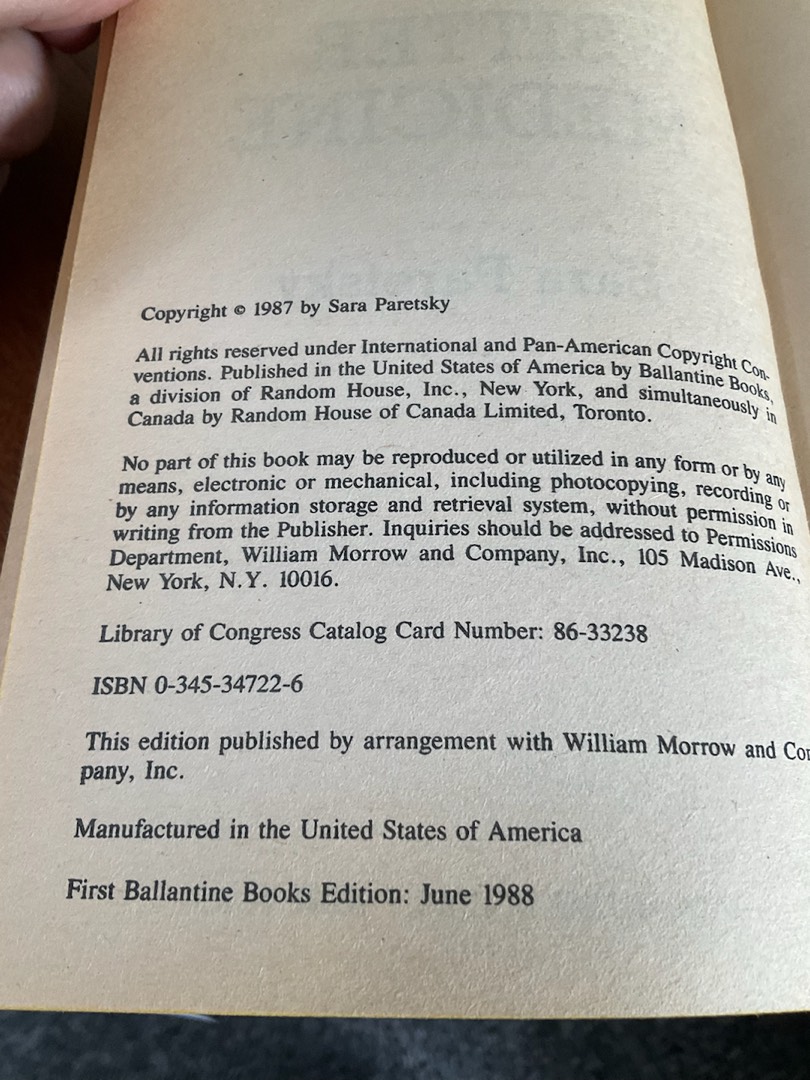 Copyright © 1987 by Sara Paretsky
All rights reserved under International and Pan-American Copyright Con-
ventions. Published in the United States of America by Ballantine Books,
a division of Random House, Inc., New York, and simultaneously in
Canada by Random House of Canada Limited, Toronto.
No part of this book may be reproduced or utilized in any form or by any
means, electronic or mechanical, including photocopying, recording or
by any information storage and retrieval system, without permission in
writing from the Publisher. Inquiries should be addressed to Permissions
Department, William Morrow and Company, Inc., 105 Madison Ave.,
New York, N.Y. 10016.
Library of Congress Catalog Card Number: 86-33238
ISBN 0-345-34722-6
This edition published by arrangement with William Morrow and Co
pany, Inc.
Manufactured in the United States of America
First Ballantine Books Edition: June 1988